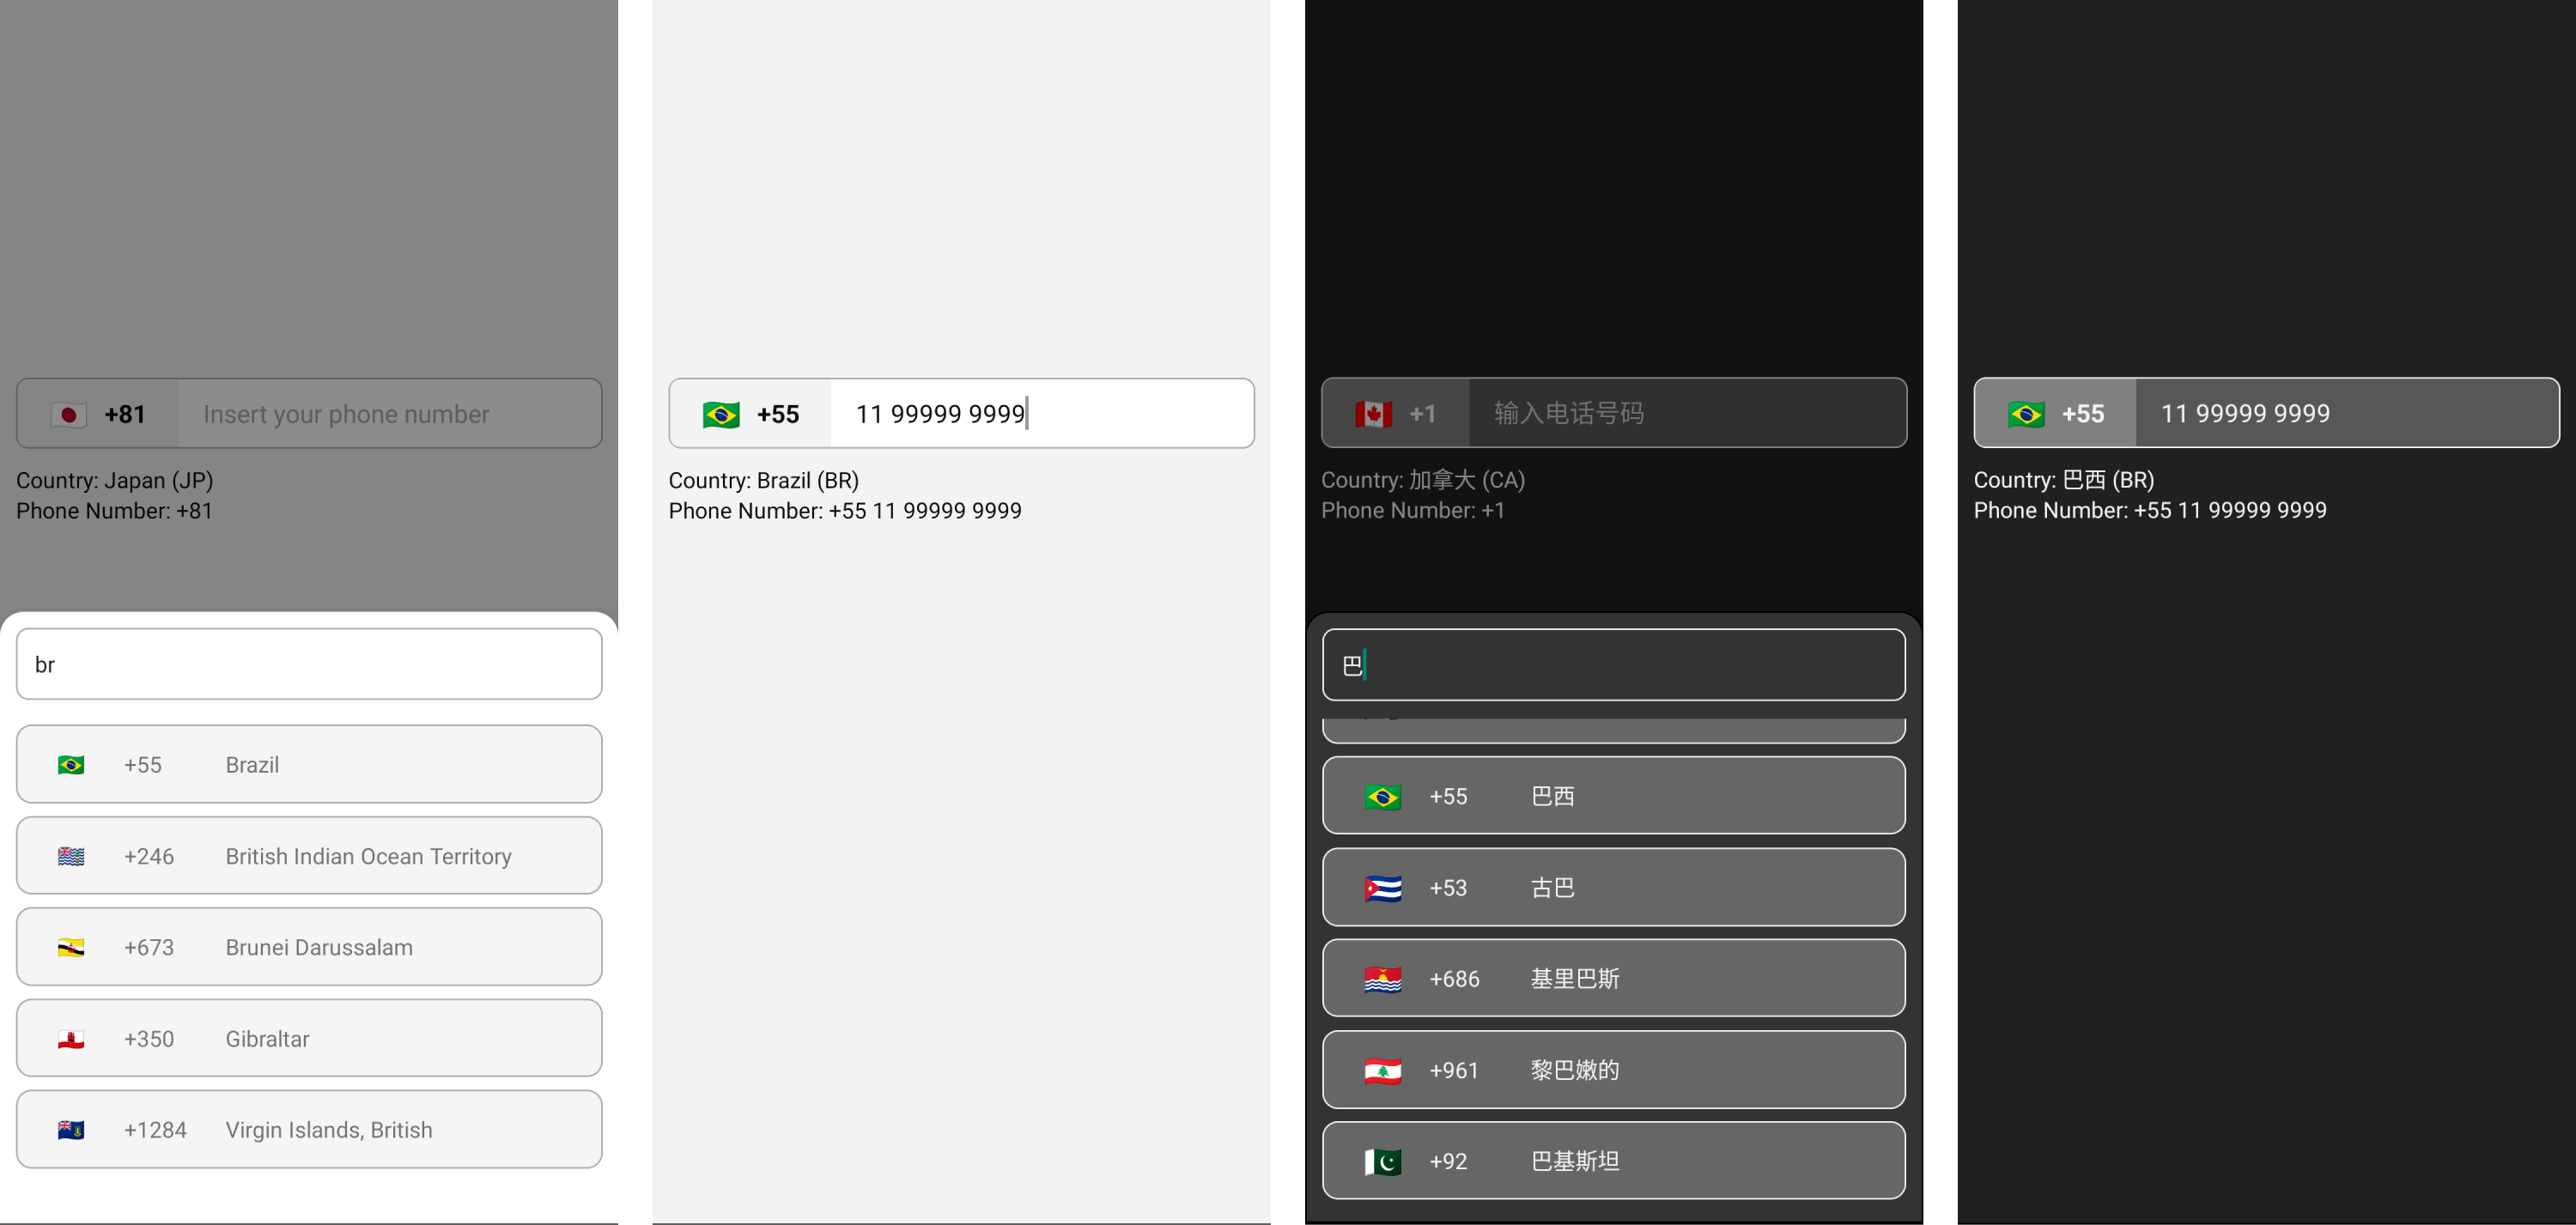 +81 Insert your phone number
Country: Japan (JP)
Phone Number: +81
br
+55 Brazil
+246 British Indian Ocean Territory
+673 Brunei Darussalam
+350 Gibraltar
+1284 Virgin Islands, British
+55 11 99999 9999
Country: Brazil (BR)
Phone Number: +55 11 99999 9999
+1 输入电话号码
Country: 加拿大 (CA)
Phone Number: +1
巴
+55 巴西
+53 古巴
+686 基里巴斯
+961 黎巴嫩的
+92 巴基斯坦
+55 11 99999 9999
Country: 巴西 (BR)
Phone Number: +55 11 99999 9999